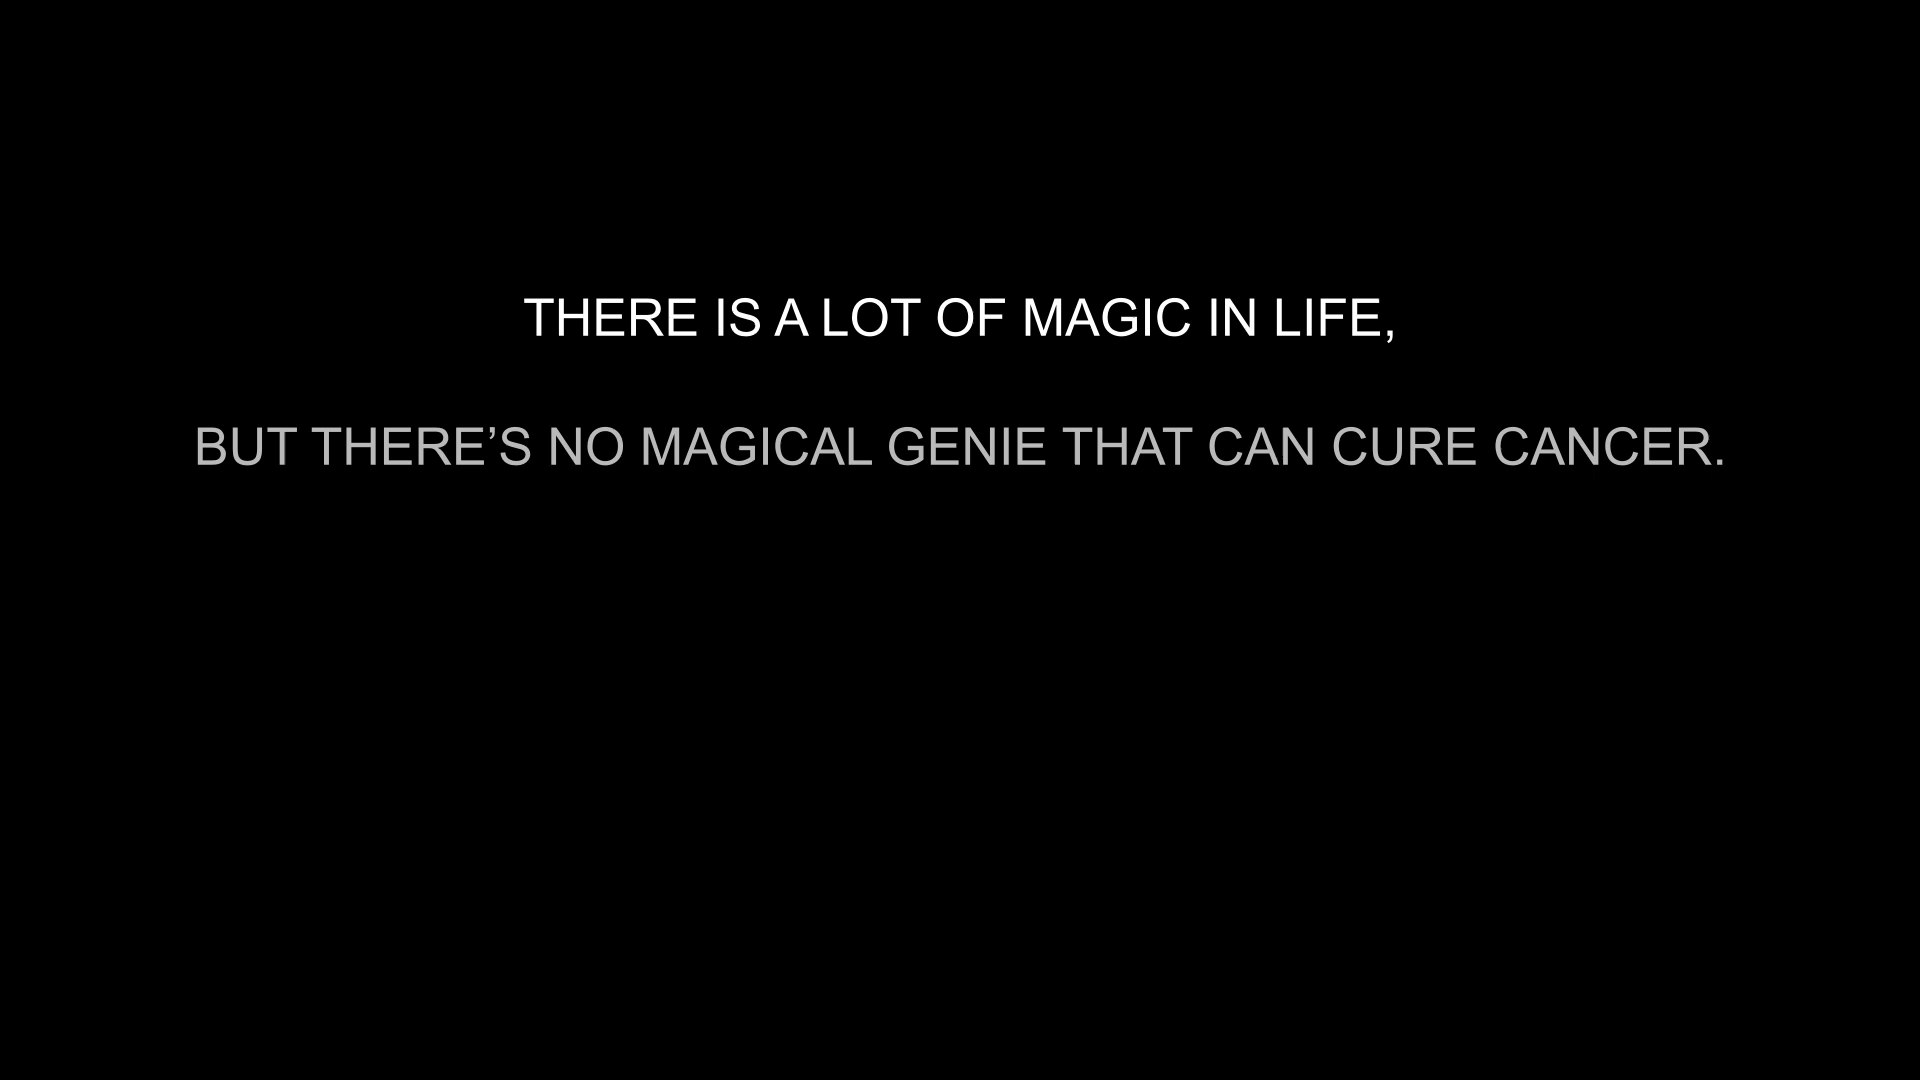 THERE IS A LOT OF MAGIC IN LIFE,
BUT THERE’S NO MAGICAL GENIE THAT CAN CURE CANCER.